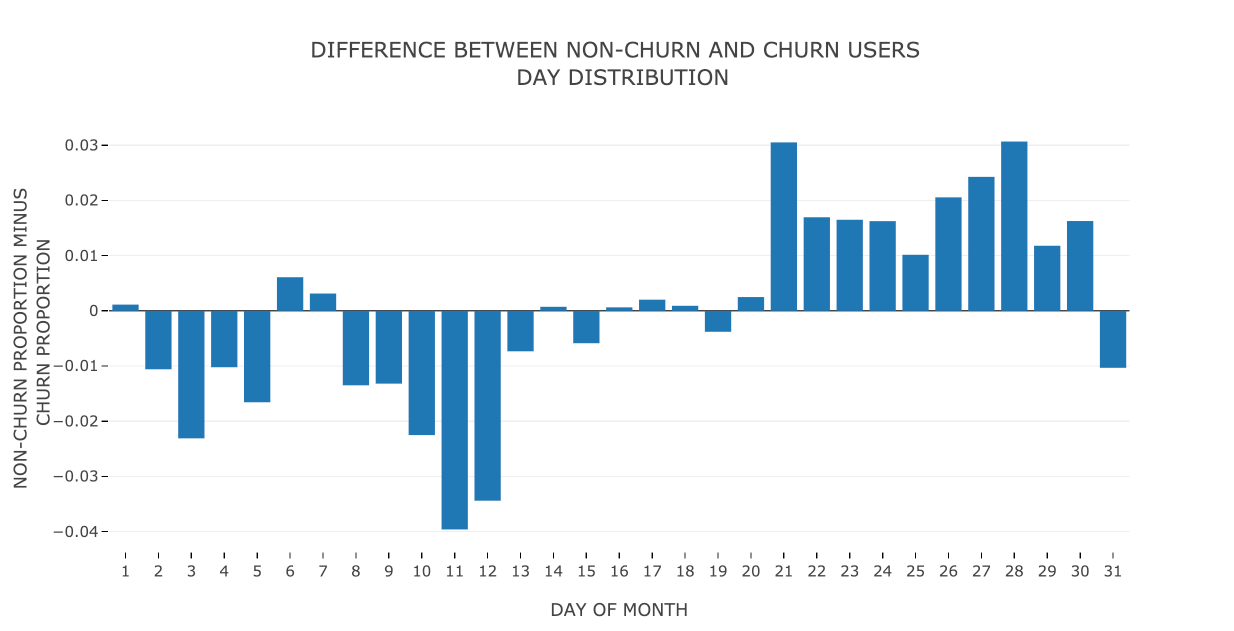 DIFFERENCE BETWEEN NON-CHURN AND CHURN USERS
DAY DISTRIBUTION
NON-CHURN PROPORTION MINUS
CHURN PROPORTION
0.03
0.02
0.01
0
−0.01
−0.02
−0.03
−0.04
1 2 3 4 5 6 7 8 9 10 11 12 13 14 15 16 17 18 19 20 21 22 23 24 25 26 27 28 29 30 31
DAY OF MONTH